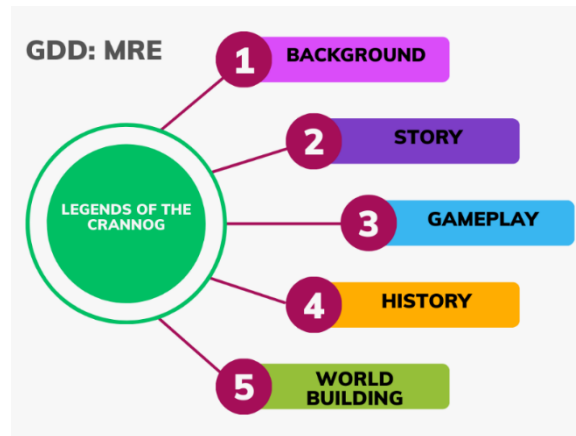 GDD: MRE
1
BACKGROUND
2
STORY
LEGENDS OF THE
CRANNOG
3
GAMEPLAY
4
HISTORY
5
WORLD
BUILDING